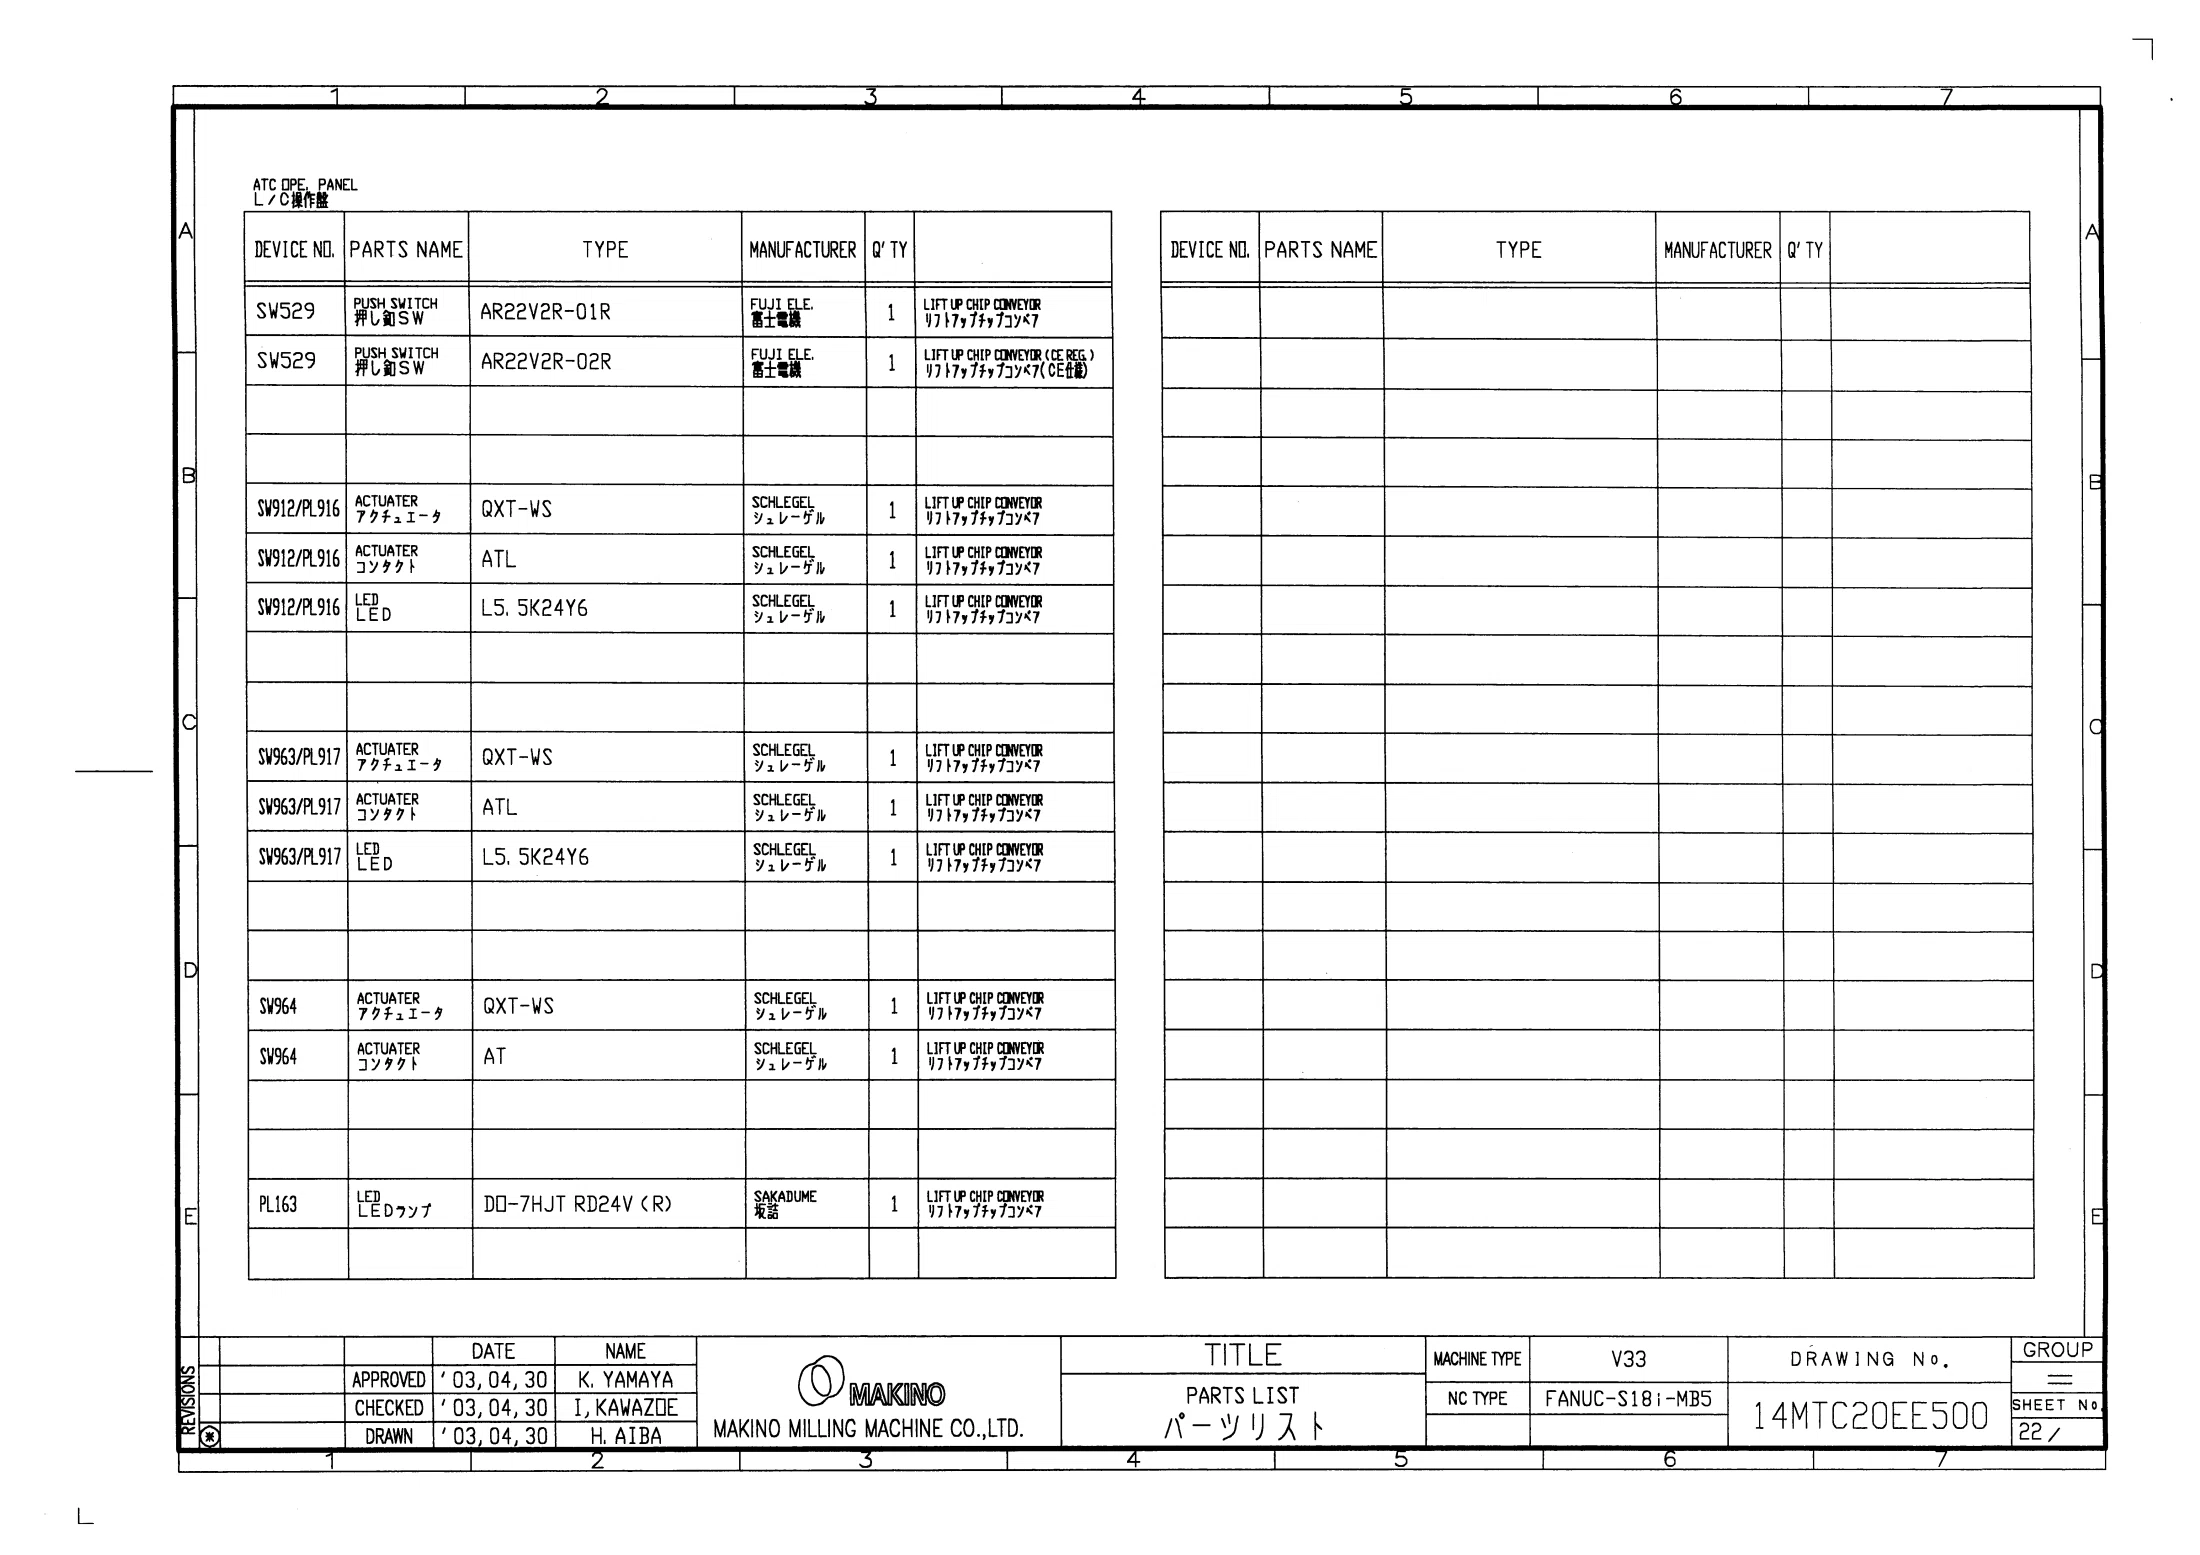 1 2 3 4 5 6 7
ATC OPE. PANEL
L/C操作盤
A A
DEVICE NO. PARTS NAME TYPE MANUFACTURER Q'TY
DEVICE NO. PARTS NAME TYPE MANUFACTURER Q'TY
SW529 PUSH SWITCH AR22V2R-01R FUJI ELE. 1 LIFT UP CHIP CONVEYOR
押し釦SW 富士電機 リフトアップチップコンベア
SW529 PUSH SWITCH AR22V2R-02R FUJI ELE. 1 LIFT UP CHIP CONVEYOR (CE REG.)
押し釦SW 富士電機 リフトアップチップコンベア(CE仕様)
B B
SW912/PL916 ACTUATER QXT-WS SCHLEGEL 1 LIFT UP CHIP CONVEYOR
アクチュエータ シュレーゲル リフトアップチップコンベア
SW912/PL916 ACTUATER ATL SCHLEGEL 1 LIFT UP CHIP CONVEYOR
コンタクト シュレーゲル リフトアップチップコンベア
SW912/PL916 LED L5. 5K24Y6 SCHLEGEL 1 LIFT UP CHIP CONVEYOR
LED シュレーゲル リフトアップチップコンベア
C C
SW963/PL917 ACTUATER QXT-WS SCHLEGEL 1 LIFT UP CHIP CONVEYOR
アクチュエータ シュレーゲル リフトアップチップコンベア
SW963/PL917 ACTUATER ATL SCHLEGEL 1 LIFT UP CHIP CONVEYOR
コンタクト シュレーゲル リフトアップチップコンベア
SW963/PL917 LED L5. 5K24Y6 SCHLEGEL 1 LIFT UP CHIP CONVEYOR
LED シュレーゲル リフトアップチップコンベア
D D
SW964 ACTUATER QXT-WS SCHLEGEL 1 LIFT UP CHIP CONVEYOR
アクチュエータ シュレーゲル リフトアップチップコンベア
SW964 ACTUATER AT SCHLEGEL 1 LIFT UP CHIP CONVEYOR
コンタクト シュレーゲル リフトアップチップコンベア
PL163 LED DO-7HJT RD24V (R) SAKADUME 1 LIFT UP CHIP CONVEYOR
LEDランプ 坂詰 リフトアップチップコンベア
E E
REVISIONS
DATE NAME
APPROVED '03,04,30 K. YAMAYA
CHECKED '03,04,30 I,KAWAZOE
DRAWN '03,04,30 H. AIBA
MAKINO
MAKINO MILLING MACHINE CO.,LTD.
TITLE
PARTS LIST
パーツリスト
MACHINE TYPE V33
NC TYPE FANUC-S18i-MB5
DRAWING No.
14MTC20EE500
GROUP
=
SHEET No.
22/
1 2 3 4 5 6 7